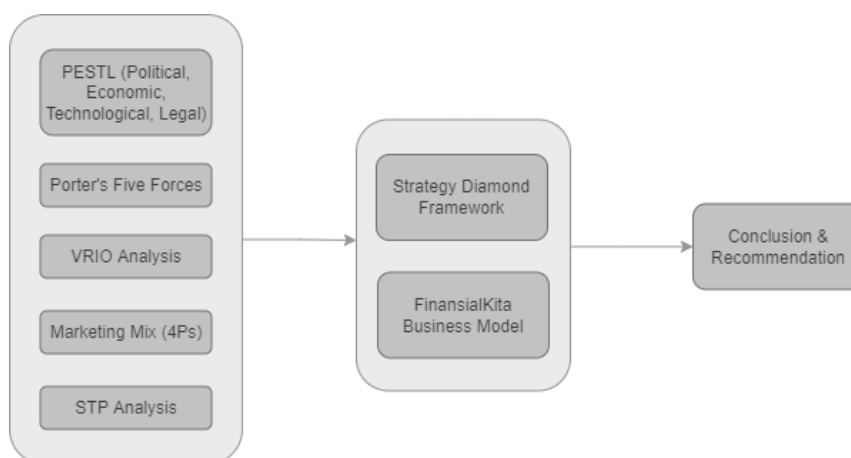 PESTL (Political,
Economic,
Technological, Legal)
Porter's Five Forces
VRIO Analysis
Marketing Mix (4Ps)
STP Analysis
Strategy Diamond
Framework
FinansialKita
Business Model
Conclusion &
Recommendation